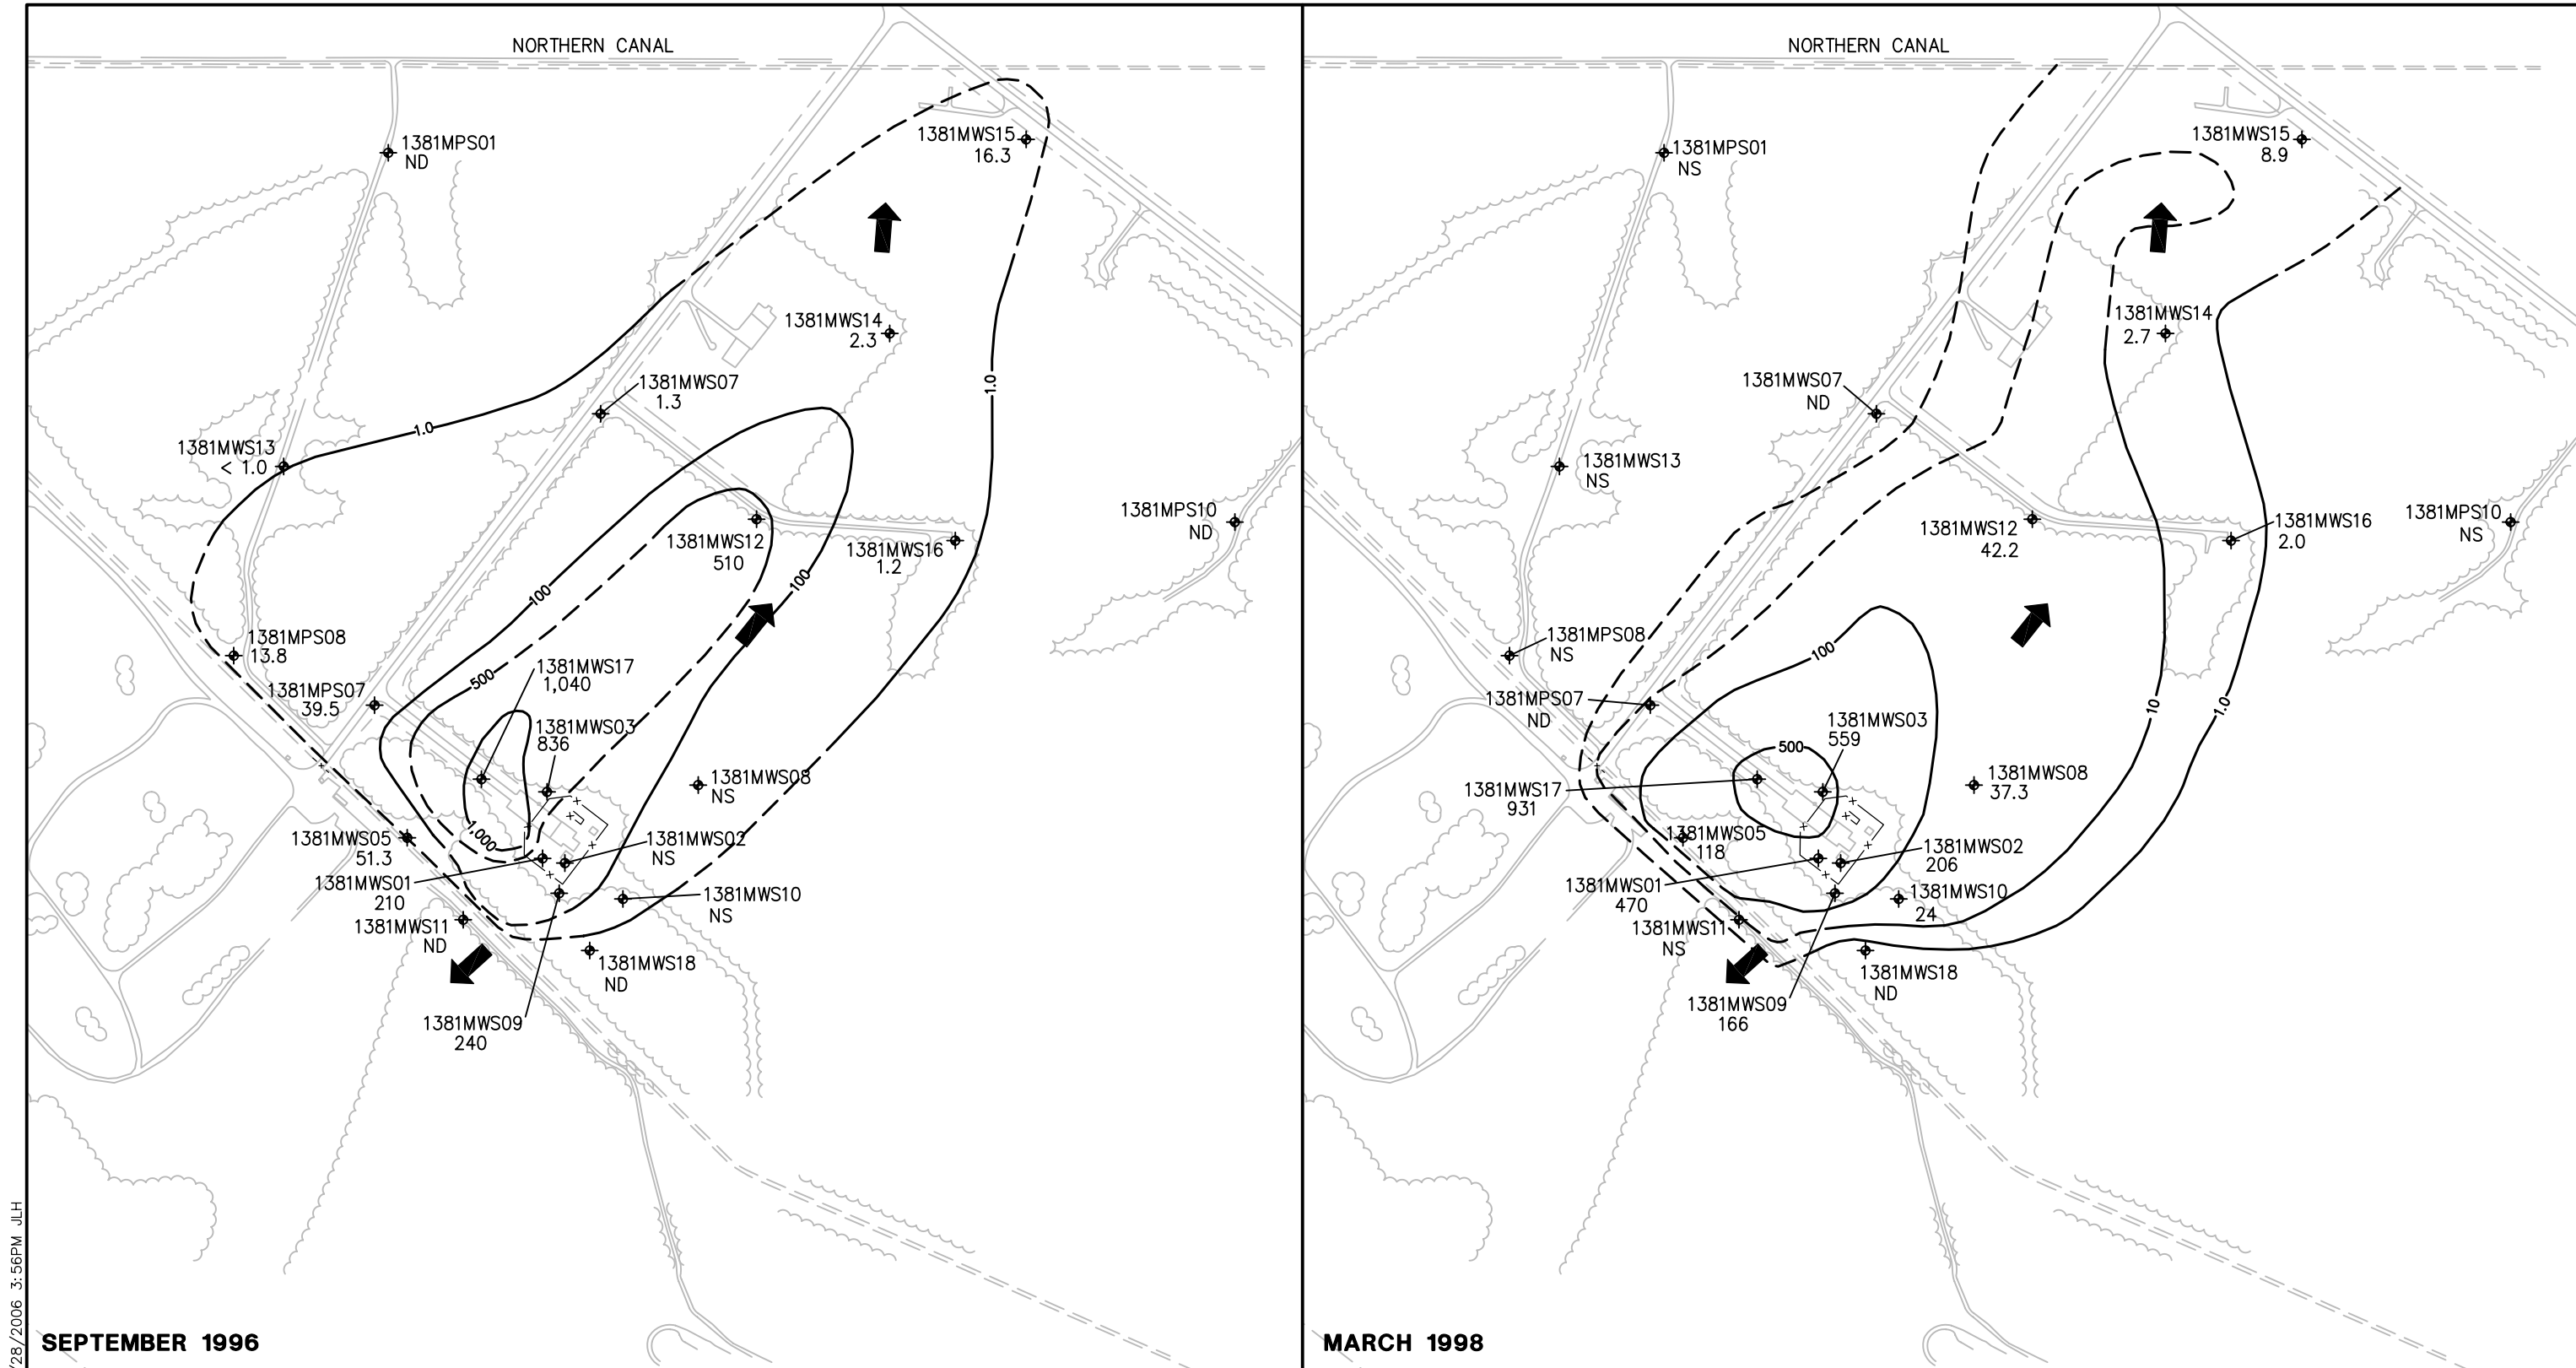 NORTHERN CANAL
1381MPS01
ND
1381MWS15
16.3
1381MWS14
2.3
1381MWS07
1.3
1.0
1.0
1381MWS13
< 1.0
1381MPS10
ND
1381MWS12
510
1381MWS16
1.2
100
100
1381MPS08
13.8
500
1381MWS17
1,040
1381MPS07
39.5
1381MWS03
836
1381MWS08
NS
1,000
1381MWS05
51.3
1381MWS02
NS
1381MWS01
210
1381MWS10
NS
1381MWS11
ND
1381MWS18
ND
1381MWS09
240
SEPTEMBER 1996
/28/2006 3:56PM JLH
NORTHERN CANAL
1381MPS01
NS
1381MWS15
8.9
1381MWS14
2.7
1381MWS07
ND
1381MWS13
NS
1381MPS10
NS
1381MWS12
42.2
1381MWS16
2.0
1381MPS08
NS
100
1381MPS07
ND
10
1.0
1381MWS03
559
500
1381MWS08
37.3
1381MWS17
931
1381MWS05
118
1381MWS02
206
1381MWS01
470
1381MWS10
24
1381MWS11
NS
1381MWS18
ND
1381MWS09
166
MARCH 1998